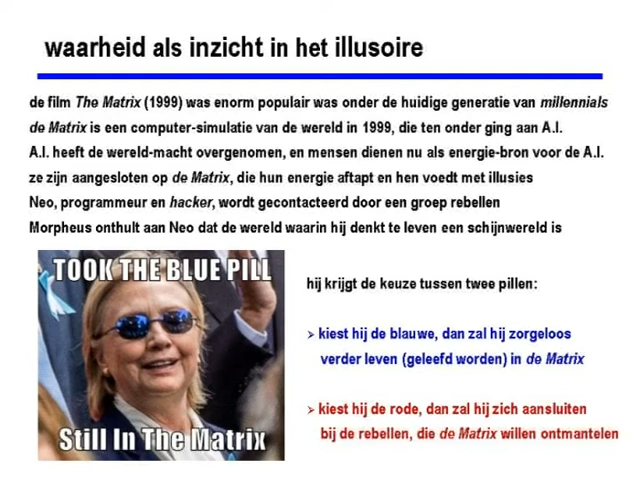 waarheid als inzicht in het illusoire
de film The Matrix (1999) was enorm populair was onder de huidige generatie van millennials
de Matrix is een computer-simulatie van de wereld in 1999, die ten onder ging aan A.I.
A.I. heeft de wereld-macht overgenomen, en mensen dienen nu als energie-bron voor de A.I.
ze zijn aangesloten op de Matrix, die hun energie aftapt en hen voedt met illusies
Neo, programmeur en hacker, wordt gecontacteerd door een groep rebellen
Morpheus onthult aan Neo dat de wereld waarin hij denkt te leven een schijnwereld is
TOOK THE BLUE PILL
Still In The Matrix
hij krijgt de keuze tussen twee pillen:
➢ kiest hij de blauwe, dan zal hij zorgeloos
verder leven (geleefd worden) in de Matrix
➢ kiest hij de rode, dan zal hij zich aansluiten
bij de rebellen, die de Matrix willen ontmantelen